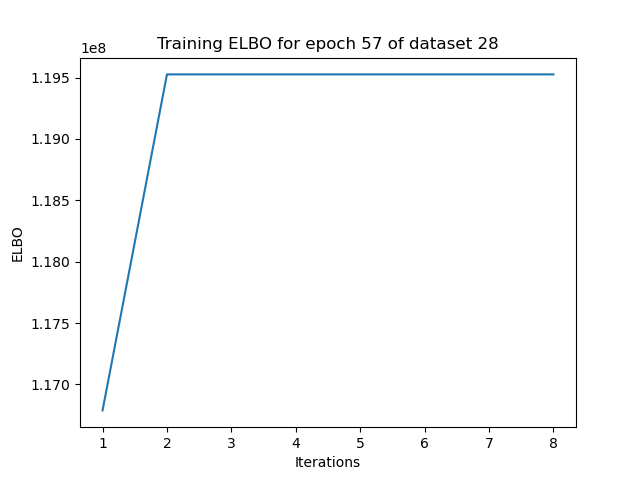 Training ELBO for epoch 57 of dataset 28
1e8
1.195
1.190
1.185
1.180
1.175
1.170
ELBO
1 2 3 4 5 6 7 8
Iterations